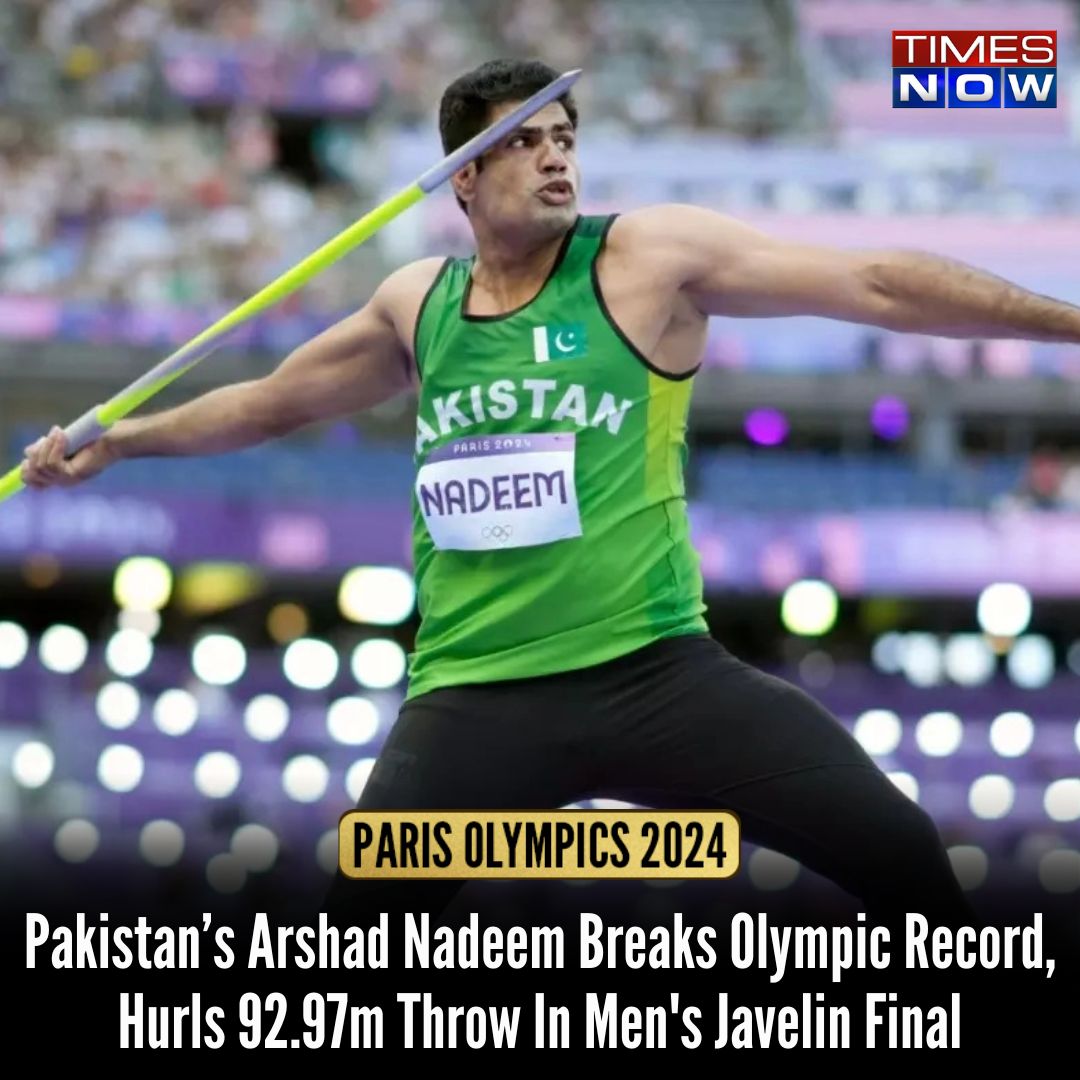 TIMES
NOW
AKISTAN
PARIS 2024
NADEEM
PARIS OLYMPICS 2024
Pakistan’s Arshad Nadeem Breaks Olympic Record,
Hurls 92.97m Throw In Men's Javelin Final